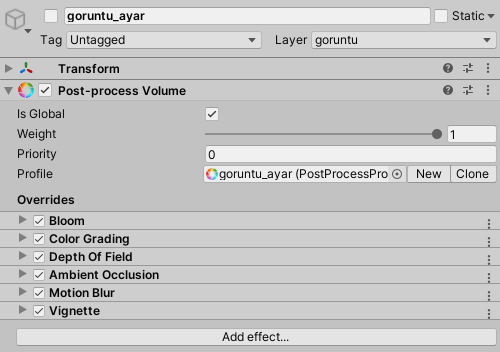 goruntu_ayar
Static
Tag Untagged Layer goruntu
Transform
Post-process Volume
Is Global
Weight 1
Priority 0
Profile goruntu_ayar (PostProcessPro New Clone
Overrides
Bloom
Color Grading
Depth Of Field
Ambient Occlusion
Motion Blur
Vignette
Add effect...